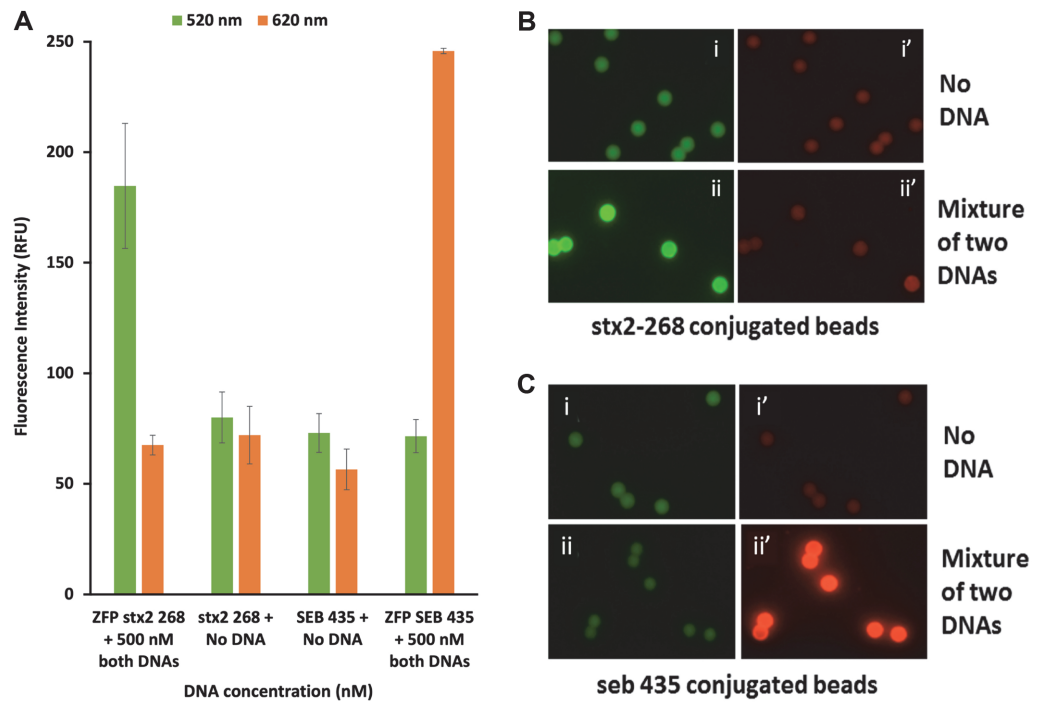 A
520 nm
620 nm
Fluorescence Intensity (RFU)
250
200
150
100
50
0
ZFP stx2 268
+ 500 nM
both DNAs
stx2 268 +
No DNA
SEB 435 +
No DNA
ZFP SEB 435
+ 500 nM
both DNAs
DNA concentration (nM)
B
i
i’
No
DNA
ii
ii’
Mixture
of two
DNAs
stx2-268 conjugated beads
C
i
i’
No
DNA
ii
ii’
Mixture
of two
DNAs
seb 435 conjugated beads